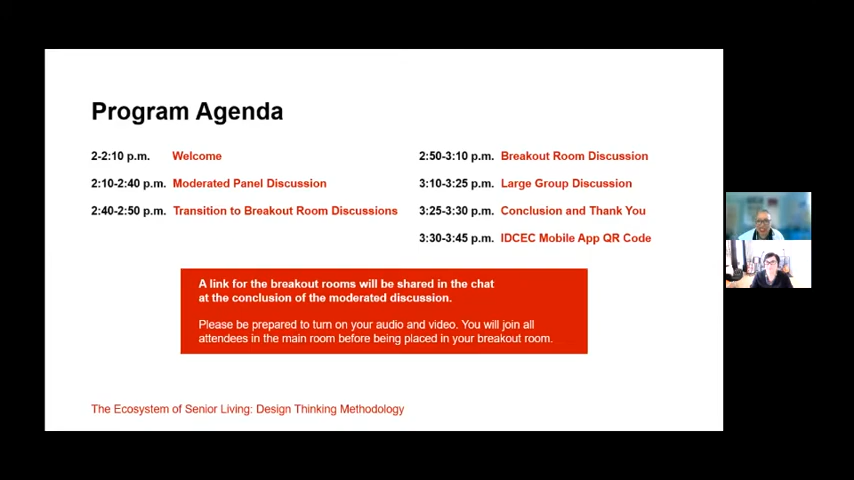 Program Agenda
2-2:10 p.m. Welcome
2:10-2:40 p.m. Moderated Panel Discussion
2:40-2:50 p.m. Transition to Breakout Room Discussions
2:50-3:10 p.m. Breakout Room Discussion
3:10-3:25 p.m. Large Group Discussion
3:25-3:30 p.m. Conclusion and Thank You
3:30-3:45 p.m. IDCEC Mobile App QR Code
A link for the breakout rooms will be shared in the chat
at the conclusion of the moderated discussion.
Please be prepared to turn on your audio and video. You will join all
attendees in the main room before being placed in your breakout room.
The Ecosystem of Senior Living: Design Thinking Methodology